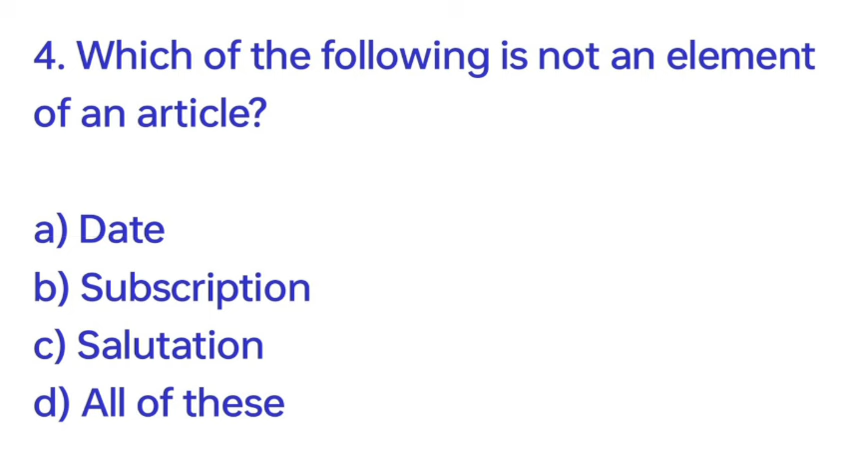 4. Which of the following is not an element
of an article?
a) Date
b) Subscription
c) Salutation
d) All of these